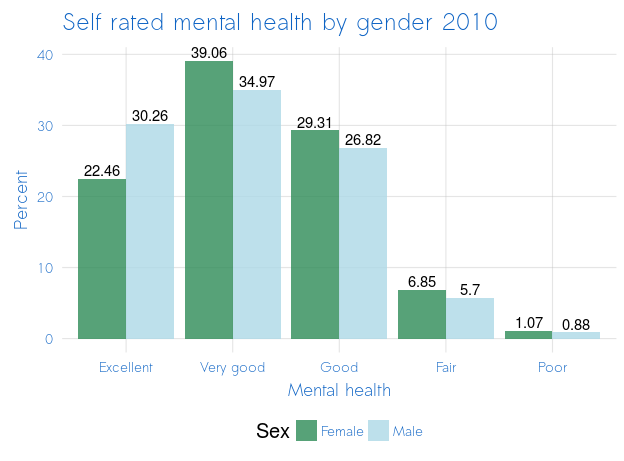 Self rated mental health by gender 2010
40
30
20
10
0
Percent
22.46
30.26
39.06
34.97
29.31
26.82
6.85
5.7
1.07
0.88
Excellent
Very good
Good
Fair
Poor
Mental health
Sex
Female
Male